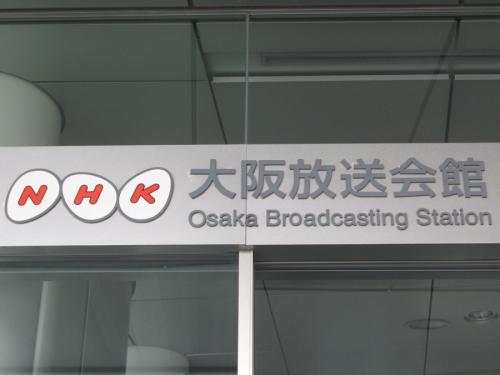 NHK 大阪放送会館
Osaka Broadcasting Station